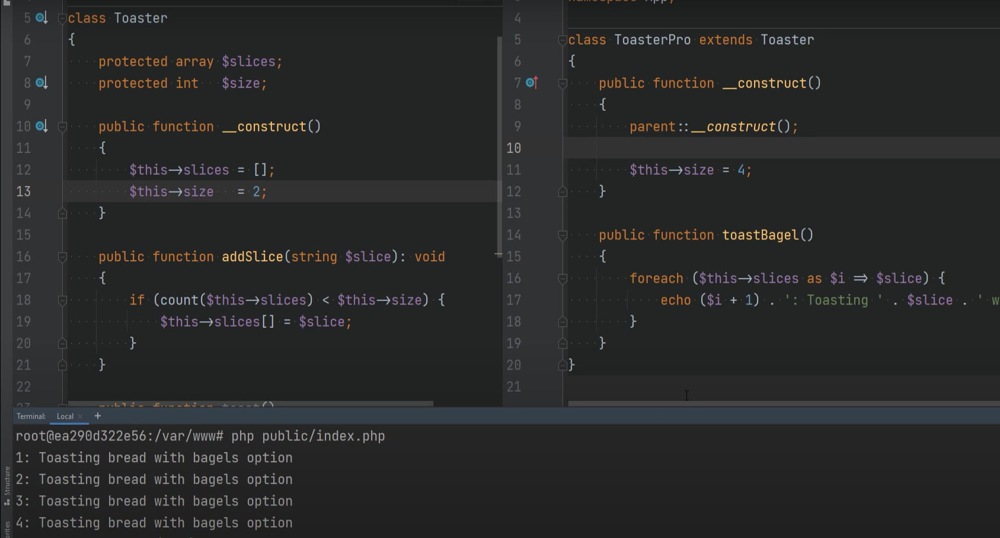 5 class Toaster
6 {
7 protected array $slices;
8 protected int $size;
9
10 public function __construct()
11 {
12 $this->slices = [];
13 $this->size = 2;
14 }
15
16 public function addSlice(string $slice): void
17 {
18 if (count($this->slices) < $this->size) {
19 $this->slices[] = $slice;
20 }
21 }
22
23 public function toast()
namespace App;
4
5 class ToasterPro extends Toaster
6 {
7 public function __construct()
8 {
9 parent::__construct();
10
11 $this->size = 4;
12 }
13
14 public function toastBagel()
15 {
16 foreach ($this->slices as $i => $slice) {
17 echo ($i + 1) . ': Toasting ' . $slice . ' w
18 }
19 }
20 }
21
Terminal: Local × +
root@ea290d322e56:/var/www# php public/index.php
1: Toasting bread with bagels option
2: Toasting bread with bagels option
3: Toasting bread with bagels option
4: Toasting bread with bagels option
Structure